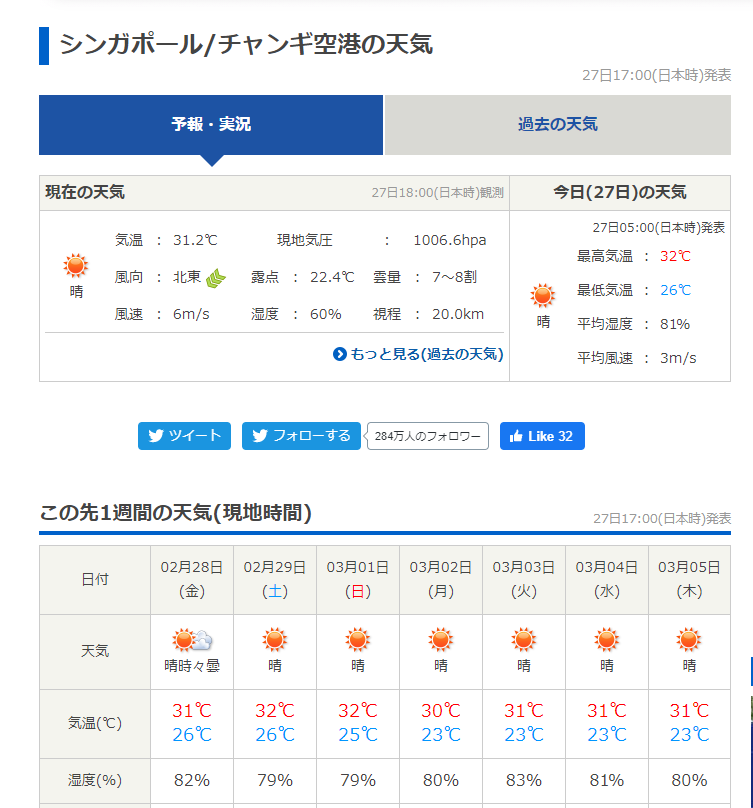 シンガポール/チャンギ空港の天気
27日17:00(日本時)発表
予報・実況 過去の天気
現在の天気 27日18:00(日本時)観測 今日(27日)の天気
27日05:00(日本時)発表
晴
気温 : 31.2℃ 現地気圧 : 1006.6hpa
風向 : 北東 露点 : 22.4℃ 雲量 : 7～8割
風速 : 6m/s 湿度 : 60% 視程 : 20.0km
もっと見る(過去の天気)
晴
最高気温 : 32℃
最低気温 : 26℃
平均湿度 : 81%
平均風速 : 3m/s
ツイート フォローする 284万人のフォロワー Like 32
この先1週間の天気(現地時間) 27日17:00(日本時)発表
日付 02月28日(金) 02月29日(土) 03月01日(日) 03月02日(月) 03月03日(火) 03月04日(水) 03月05日(木)
天気 晴時々曇 晴 晴 晴 晴 晴 晴
気温(℃) 31℃ 32℃ 32℃ 30℃ 31℃ 31℃ 31℃
26℃ 26℃ 25℃ 23℃ 23℃ 23℃ 23℃
湿度(%) 82% 79% 79% 80% 83% 81% 80%